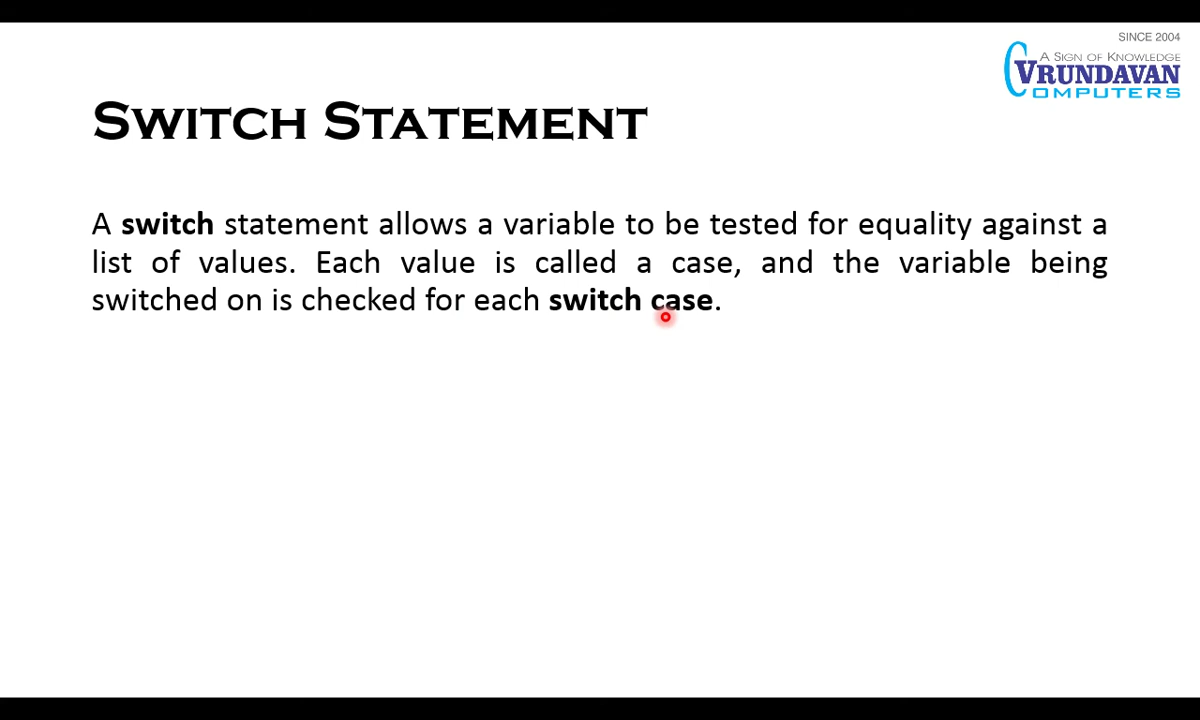 SINCE 2004
A SIGN OF KNOWLEDGE
VRUNDAVAN
COMPUTERS
SWITCH STATEMENT
A switch statement allows a variable to be tested for equality against a
list of values. Each value is called a case, and the variable being
switched on is checked for each switch case.